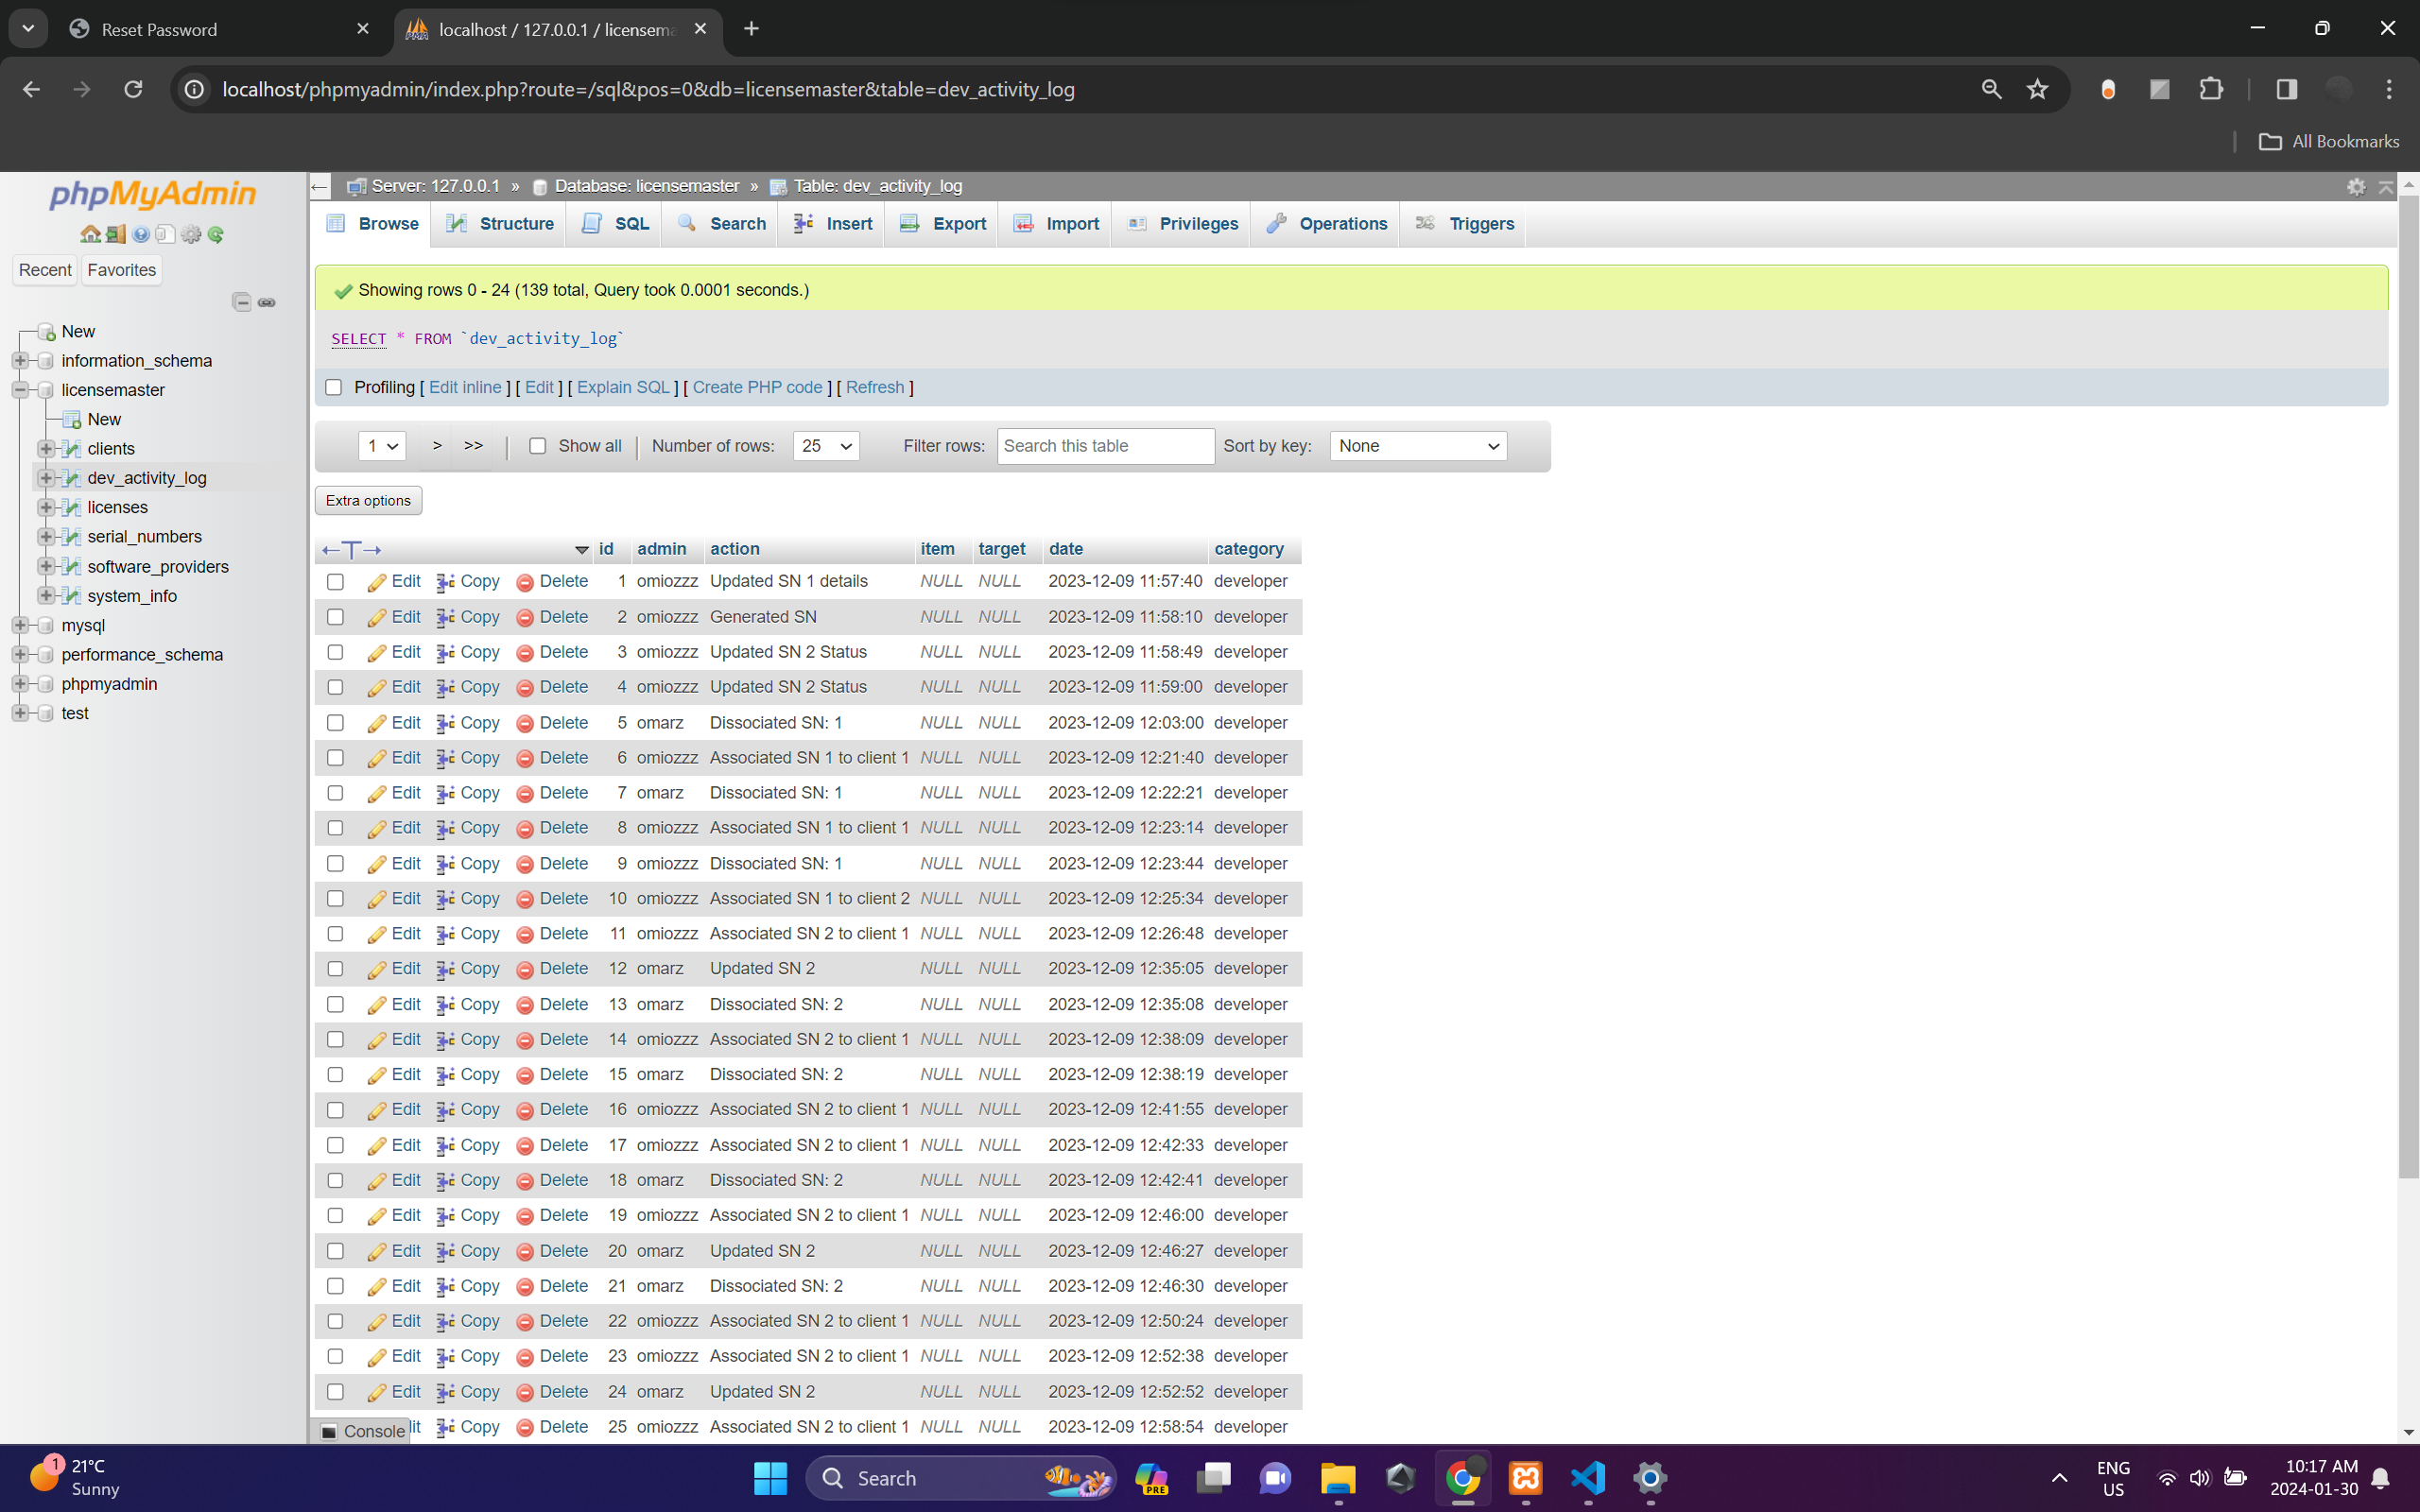 Reset Password
localhost / 127.0.0.1 / licensema
localhost/phpmyadmin/index.php?route=/sql&pos=0&db=licensemaster&table=dev_activity_log
All Bookmarks
phpMyAdmin
Recent Favorites
New
information_schema
licensemaster
New
clients
dev_activity_log
licenses
serial_numbers
software_providers
system_info
mysql
performance_schema
phpmyadmin
test
Server: 127.0.0.1 » Database: licensemaster » Table: dev_activity_log
Browse Structure SQL Search Insert Export Import Privileges Operations Triggers
Showing rows 0 - 24 (139 total, Query took 0.0001 seconds.)
SELECT * FROM `dev_activity_log`
Profiling [ Edit inline ] [ Edit ] [ Explain SQL ] [ Create PHP code ] [ Refresh ]
1 > >> | Show all | Number of rows: 25 Filter rows: Search this table Sort by key: None
Extra options
id admin action item target date category
Edit Copy Delete 1 omiozzz Updated SN 1 details NULL NULL 2023-12-09 11:57:40 developer
Edit Copy Delete 2 omiozzz Generated SN NULL NULL 2023-12-09 11:58:10 developer
Edit Copy Delete 3 omiozzz Updated SN 2 Status NULL NULL 2023-12-09 11:58:49 developer
Edit Copy Delete 4 omiozzz Updated SN 2 Status NULL NULL 2023-12-09 11:59:00 developer
Edit Copy Delete 5 omarz Dissociated SN: 1 NULL NULL 2023-12-09 12:03:00 developer
Edit Copy Delete 6 omiozzz Associated SN 1 to client 1 NULL NULL 2023-12-09 12:21:40 developer
Edit Copy Delete 7 omarz Dissociated SN: 1 NULL NULL 2023-12-09 12:22:21 developer
Edit Copy Delete 8 omiozzz Associated SN 1 to client 1 NULL NULL 2023-12-09 12:23:14 developer
Edit Copy Delete 9 omiozzz Dissociated SN: 1 NULL NULL 2023-12-09 12:23:44 developer
Edit Copy Delete 10 omiozzz Associated SN 1 to client 2 NULL NULL 2023-12-09 12:25:34 developer
Edit Copy Delete 11 omiozzz Associated SN 2 to client 1 NULL NULL 2023-12-09 12:26:48 developer
Edit Copy Delete 12 omarz Updated SN 2 NULL NULL 2023-12-09 12:35:05 developer
Edit Copy Delete 13 omarz Dissociated SN: 2 NULL NULL 2023-12-09 12:35:08 developer
Edit Copy Delete 14 omiozzz Associated SN 2 to client 1 NULL NULL 2023-12-09 12:38:09 developer
Edit Copy Delete 15 omarz Dissociated SN: 2 NULL NULL 2023-12-09 12:38:19 developer
Edit Copy Delete 16 omiozzz Associated SN 2 to client 1 NULL NULL 2023-12-09 12:41:55 developer
Edit Copy Delete 17 omiozzz Associated SN 2 to client 1 NULL NULL 2023-12-09 12:42:33 developer
Edit Copy Delete 18 omarz Dissociated SN: 2 NULL NULL 2023-12-09 12:42:41 developer
Edit Copy Delete 19 omiozzz Associated SN 2 to client 1 NULL NULL 2023-12-09 12:46:00 developer
Edit Copy Delete 20 omarz Updated SN 2 NULL NULL 2023-12-09 12:46:27 developer
Edit Copy Delete 21 omarz Dissociated SN: 2 NULL NULL 2023-12-09 12:46:30 developer
Edit Copy Delete 22 omiozzz Associated SN 2 to client 1 NULL NULL 2023-12-09 12:50:24 developer
Edit Copy Delete 23 omiozzz Associated SN 2 to client 1 NULL NULL 2023-12-09 12:52:38 developer
Edit Copy Delete 24 omarz Updated SN 2 NULL NULL 2023-12-09 12:52:52 developer
Console it Copy Delete 25 omiozzz Associated SN 2 to client 1 NULL NULL 2023-12-09 12:58:54 developer
1 21°C
Sunny
Search
PRE
ENG
US
10:17 AM
2024-01-30